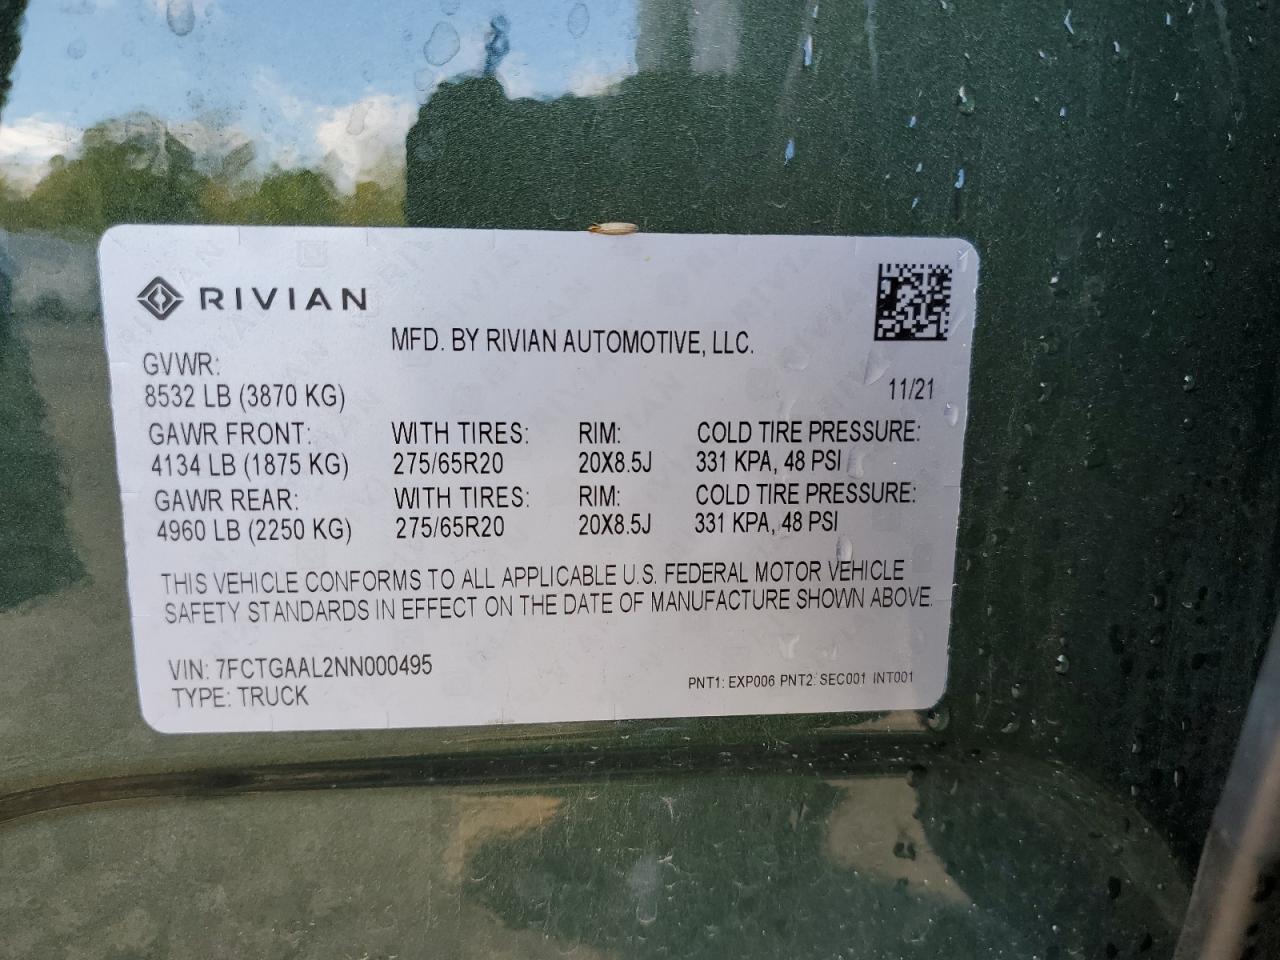 RIVIAN
MFD. BY RIVIAN AUTOMOTIVE, LLC.
GVWR:
8532 LB (3870 KG)
11/21
GAWR FRONT: WITH TIRES: RIM: COLD TIRE PRESSURE:
4134 LB (1875 KG) 275/65R20 20X8.5J 331 KPA, 48 PSI
GAWR REAR: WITH TIRES: RIM: COLD TIRE PRESSURE:
4960 LB (2250 KG) 275/65R20 20X8.5J 331 KPA, 48 PSI
THIS VEHICLE CONFORMS TO ALL APPLICABLE U.S. FEDERAL MOTOR VEHICLE
SAFETY STANDARDS IN EFFECT ON THE DATE OF MANUFACTURE SHOWN ABOVE.
VIN: 7FCTGAAL2NN000495
TYPE: TRUCK
PNT1: EXP006 PNT2: SEC001 INT001